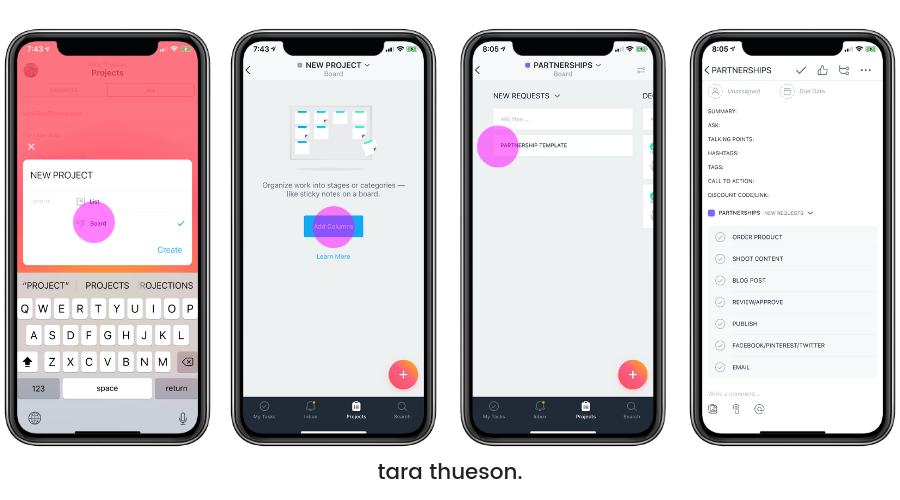 7:43
Projects
FAVORITES
ALL
NEW PROJECT
LAYOUT
List
Board
Create
“PROJECT” PROJECTS ROJECTIONS
Q W E R T Y U I O P
A S D F G H J K L
Z X C V B N M
123 space return
7:43
NEW PROJECT
Board
Organize work into stages or categories —
like sticky notes on a board.
Add Columns
Learn More
+
My Tasks Inbox Projects Search
8:05
PARTNERSHIPS
Board
NEW REQUESTS
Add New ...
PARTNERSHIP TEMPLATE
+
My Tasks Inbox Projects Search
8:05
PARTNERSHIPS
Unassigned Due Date
SUMMARY:
ASK:
TALKING POINTS:
HASHTAGS:
TAGS:
CALL TO ACTION:
DISCOUNT CODE/LINK:
PARTNERSHIPS NEW REQUESTS
ORDER PRODUCT
SHOOT CONTENT
BLOG POST
REVIEW/APPROVE
PUBLISH
FACEBOOK/PINTEREST/TWITTER
EMAIL
Write a comment...
tara thueson.